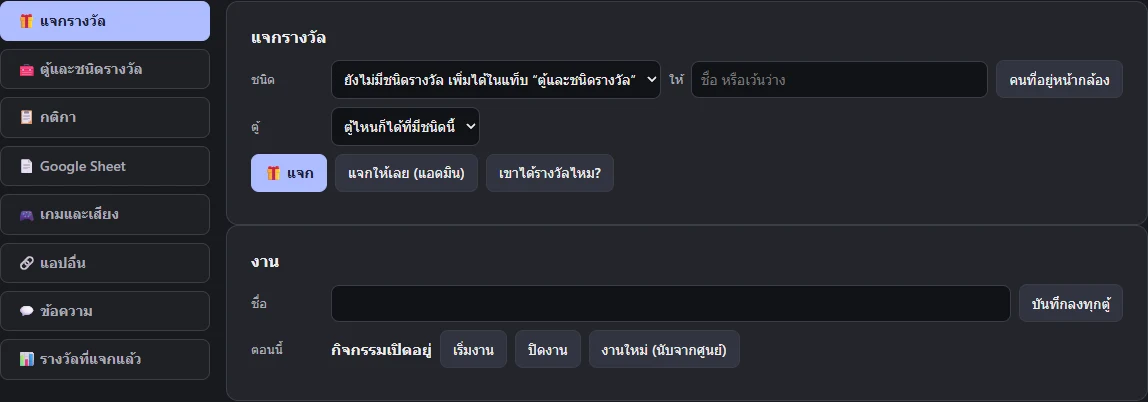 แจกรางวัล
ตู้และชนิดรางวัล
กติกา
Google Sheet
เกมและเสียง
แอปอื่น
ข้อความ
รางวัลที่แจกแล้ว
แจกรางวัล
ชนิด ยังไม่มีชนิดรางวัล เพิ่มได้ในแท็บ “ตู้และชนิดรางวัล” ให้ ชื่อ หรือเว้นว่าง คนที่อยู่หน้ากล้อง
ตู้ ตู้ไหนก็ได้ที่มีชนิดนี้
แจก แจกให้เลย (แอดมิน) เขาได้รางวัลไหม?
งาน
ชื่อ บันทึกลงทุกตู้
ตอนนี้ กิจกรรมเปิดอยู่ เริ่มงาน ปิดงาน งานใหม่ (นับจากศูนย์)